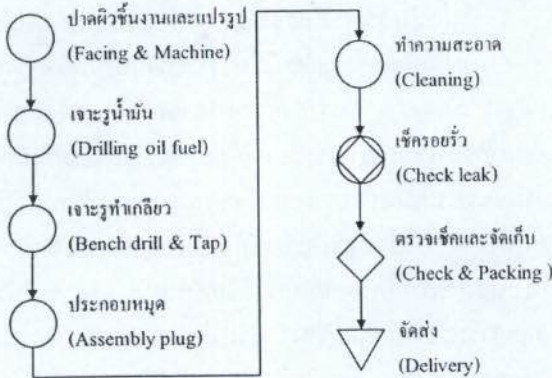 ปาดผิวชิ้นงานและแปรรูป
(Facing & Machine)
เจาะรูน้ำมัน
(Drilling oil fuel)
เจาะรูทำเกลียว
(Bench drill & Tap)
ประกอบหมุด
(Assembly plug)
ทำความสะอาด
(Cleaning)
เช็ครอยรั่ว
(Check leak)
ตรวจเช็คและจัดเก็บ
(Check & Packing )
จัดส่ง
(Delivery)